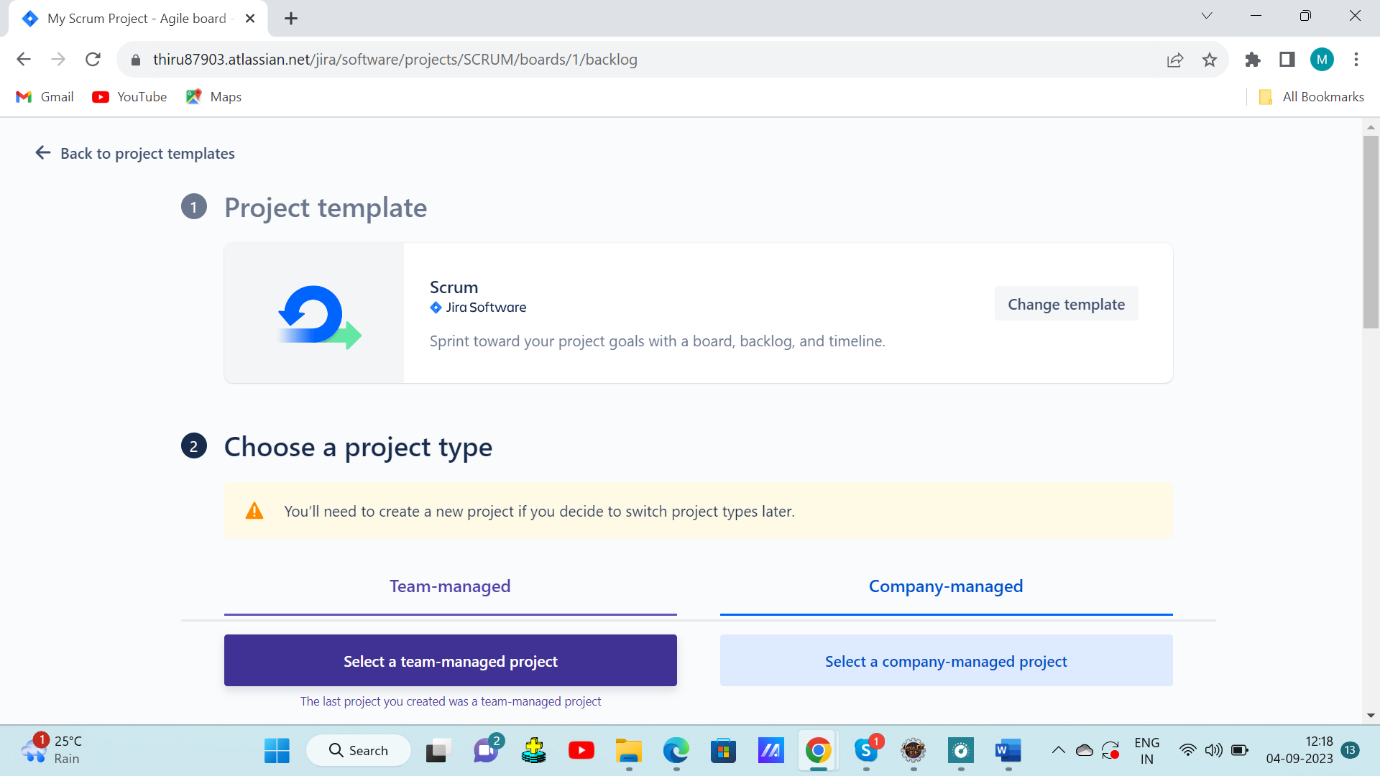 My Scrum Project - Agile board -
thiru87903.atlassian.net/jira/software/projects/SCRUM/boards/1/backlog
M
Gmail
YouTube
Maps
All Bookmarks
Back to project templates
1 Project template
Scrum
Jira Software
Sprint toward your project goals with a board, backlog, and timeline.
Change template
2 Choose a project type
You'll need to create a new project if you decide to switch project types later.
Team-managed
Company-managed
Select a team-managed project
Select a company-managed project
The last project you created was a team-managed project
1
25°C
Rain
Search
2
S
1
W
ENG
IN
12:18
04-09-2023
13